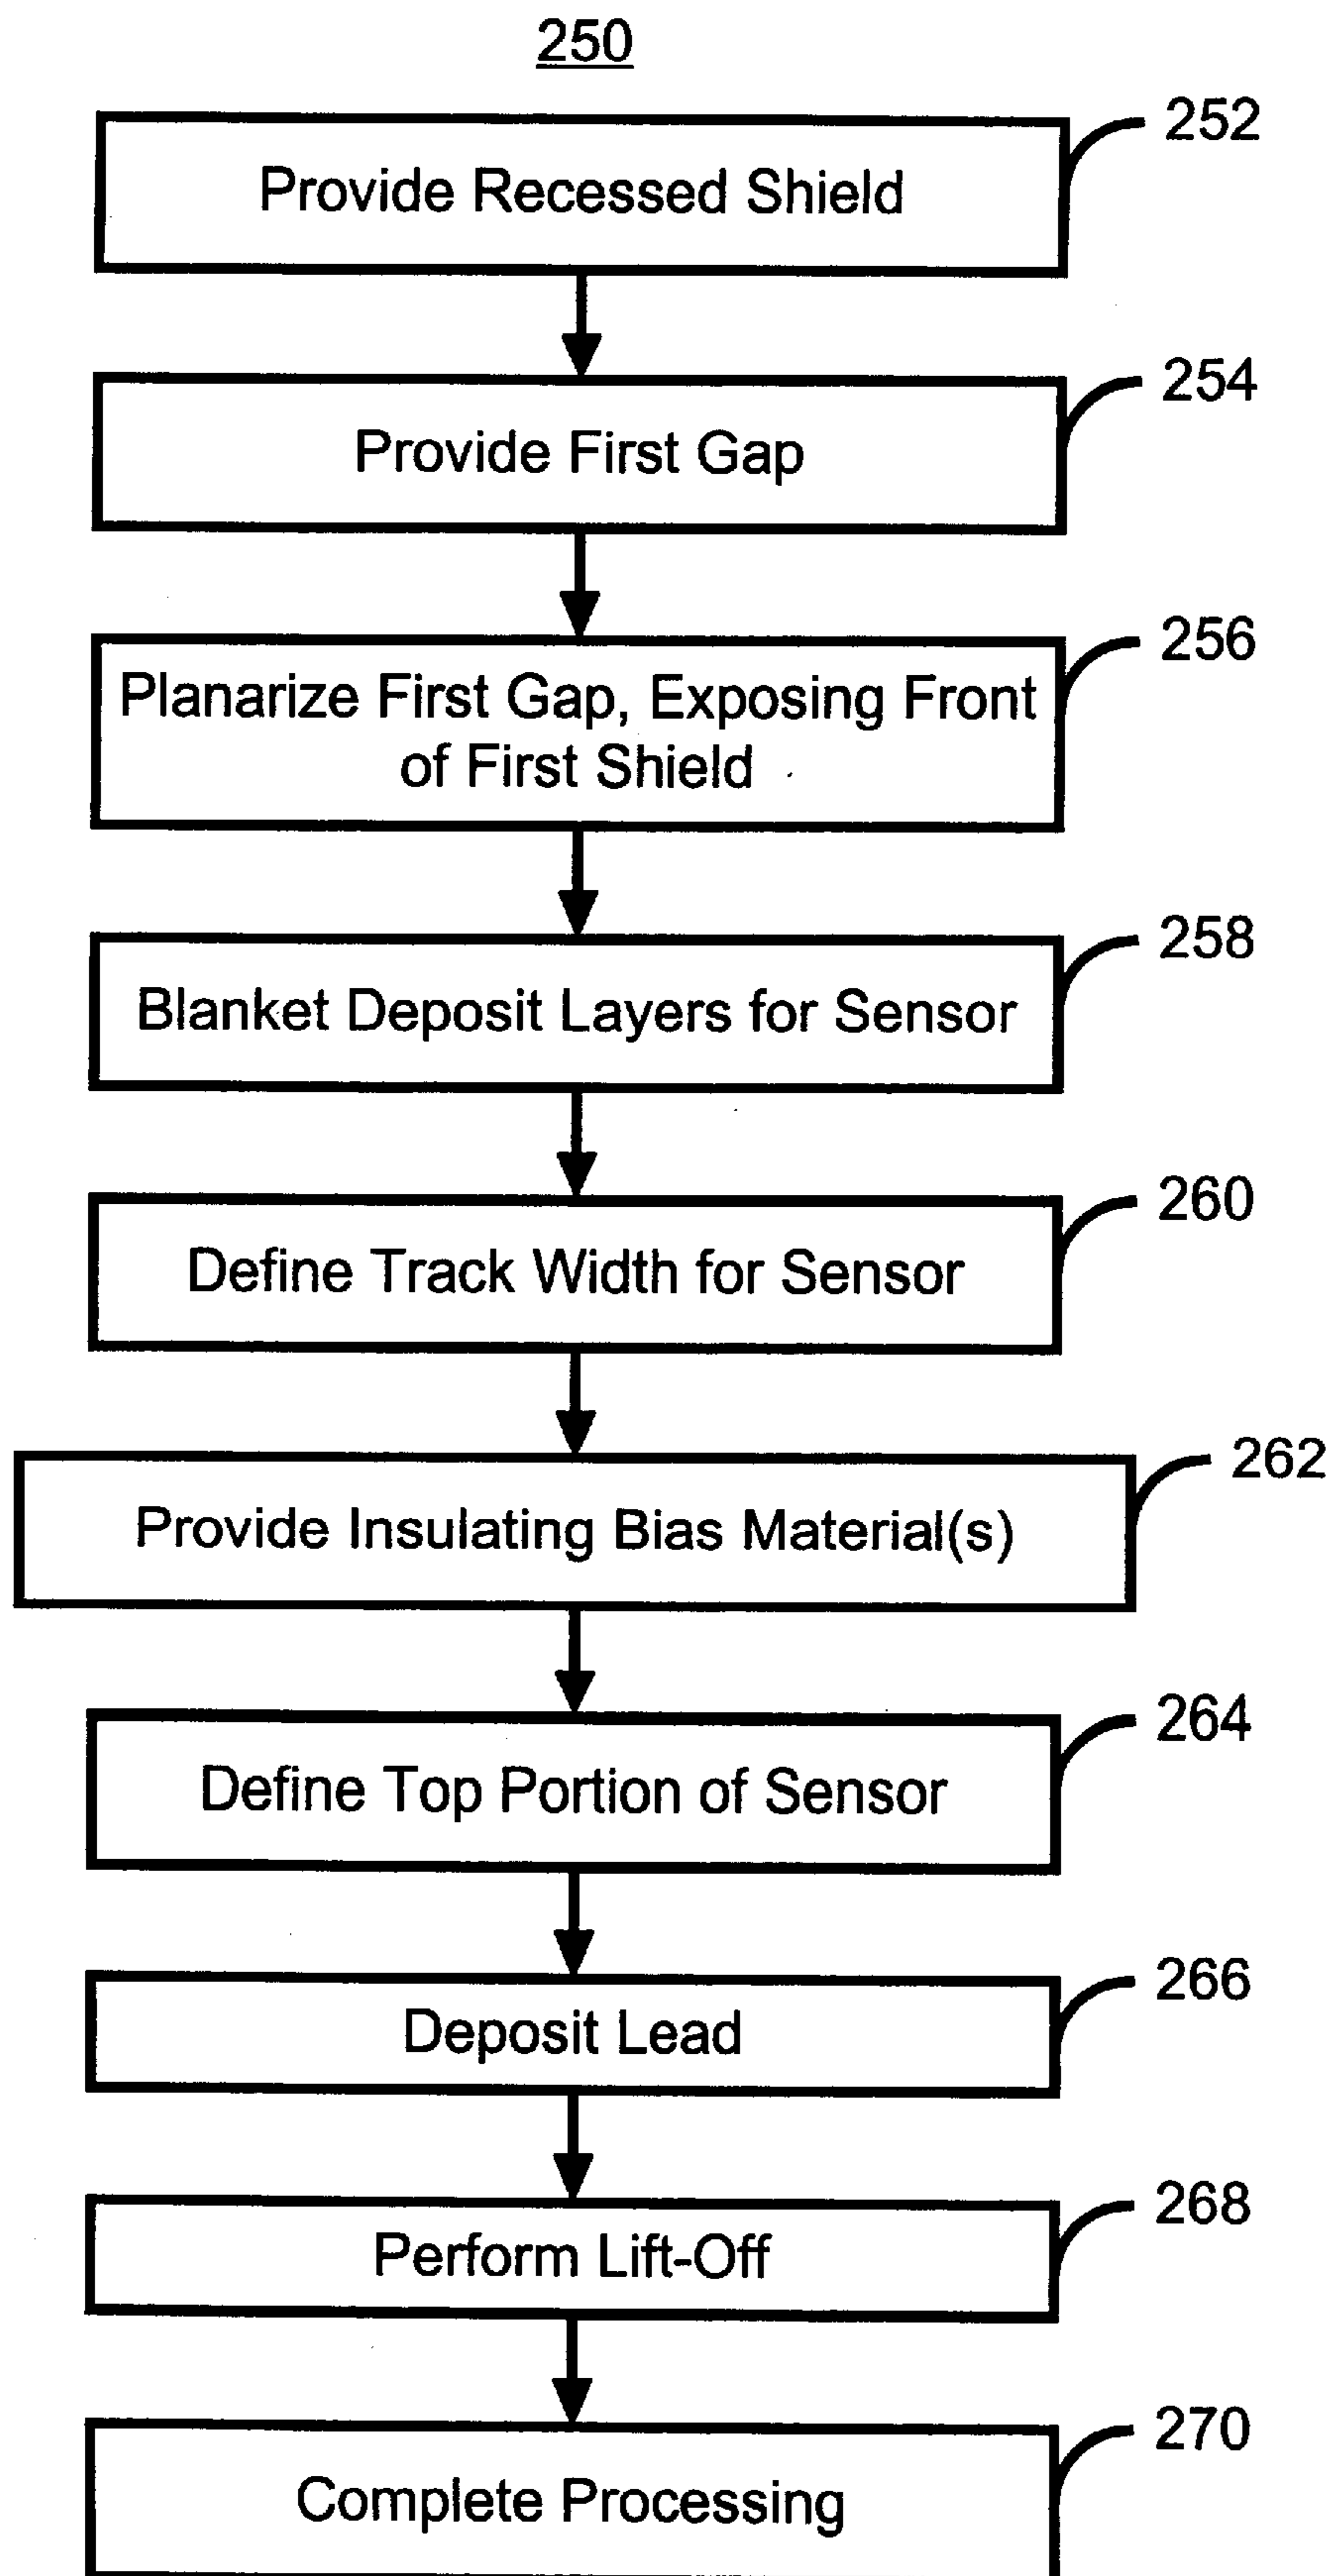 250
252
Provide Recessed Shield
254
Provide First Gap
256
Planarize First Gap, Exposing Front
of First Shield
258
Blanket Deposit Layers for Sensor
260
Define Track Width for Sensor
262
Provide Insulating Bias Material(s)
264
Define Top Portion of Sensor
266
Deposit Lead
268
Perform Lift-Off
270
Complete Processing